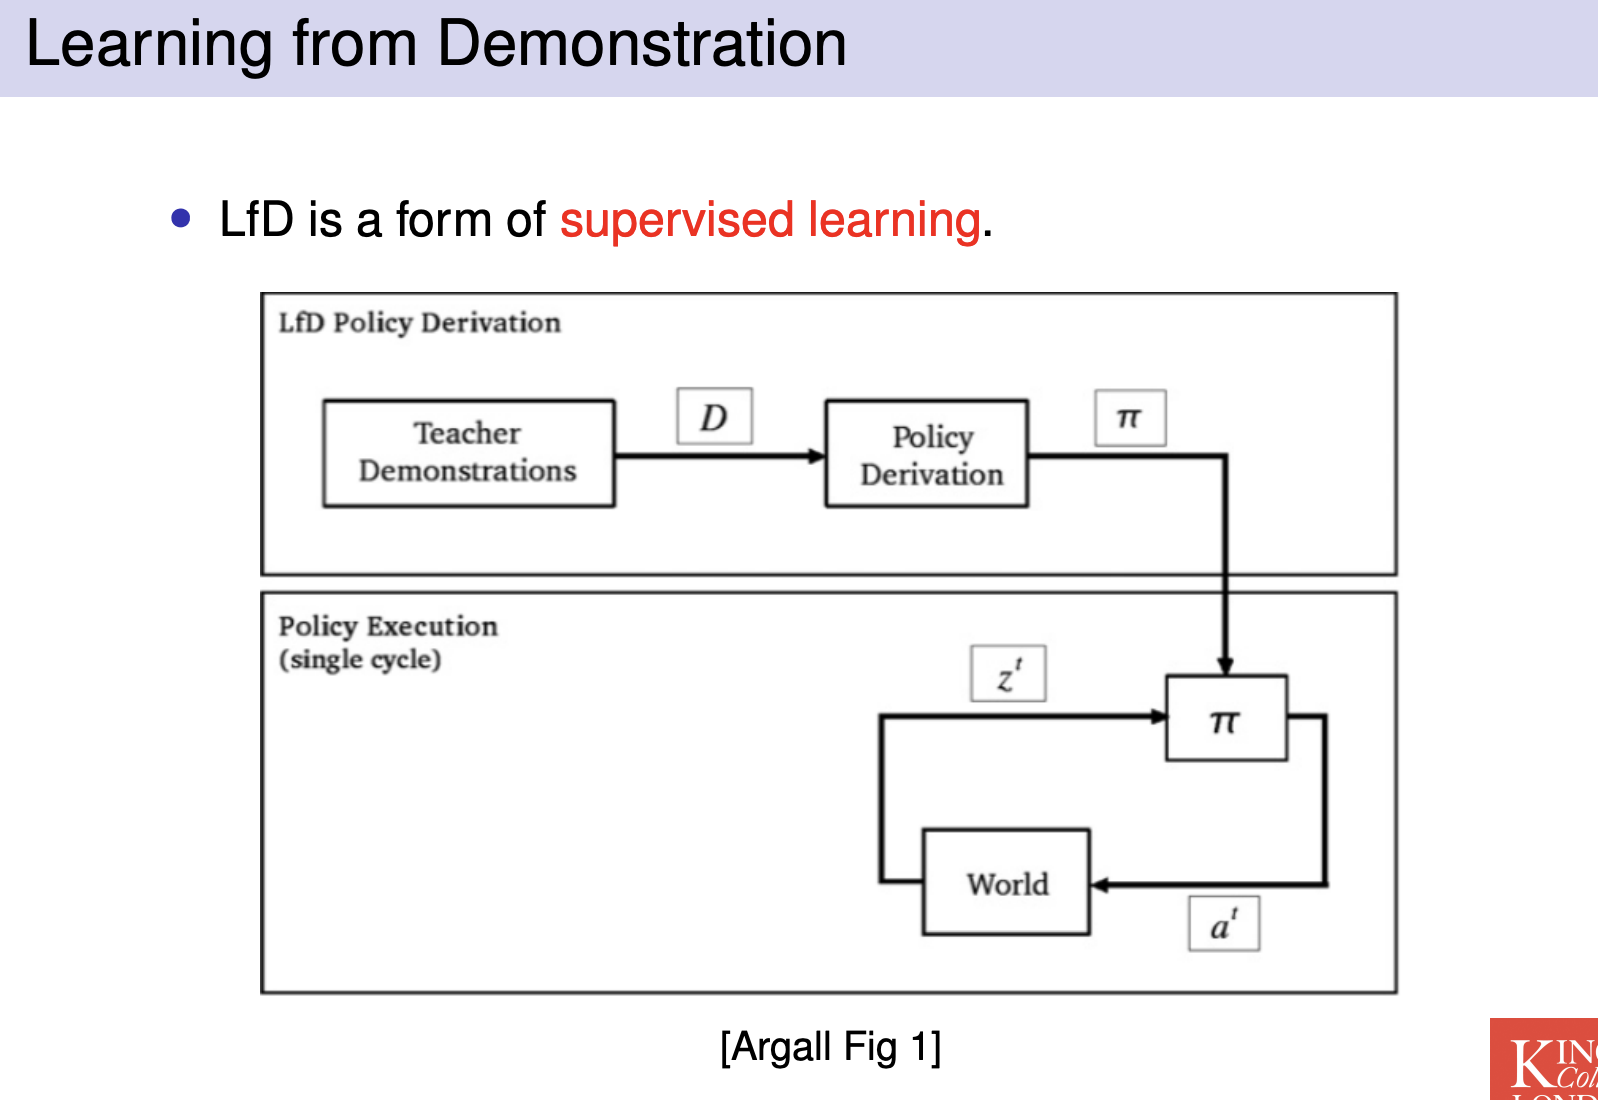 Learning from Demonstration
• LfD is a form of supervised learning.
LfD Policy Derivation
Teacher
Demonstrations
D
Policy
Derivation
π
Policy Execution
(single cycle)
z^t
π
World
a^t
[Argall Fig 1]